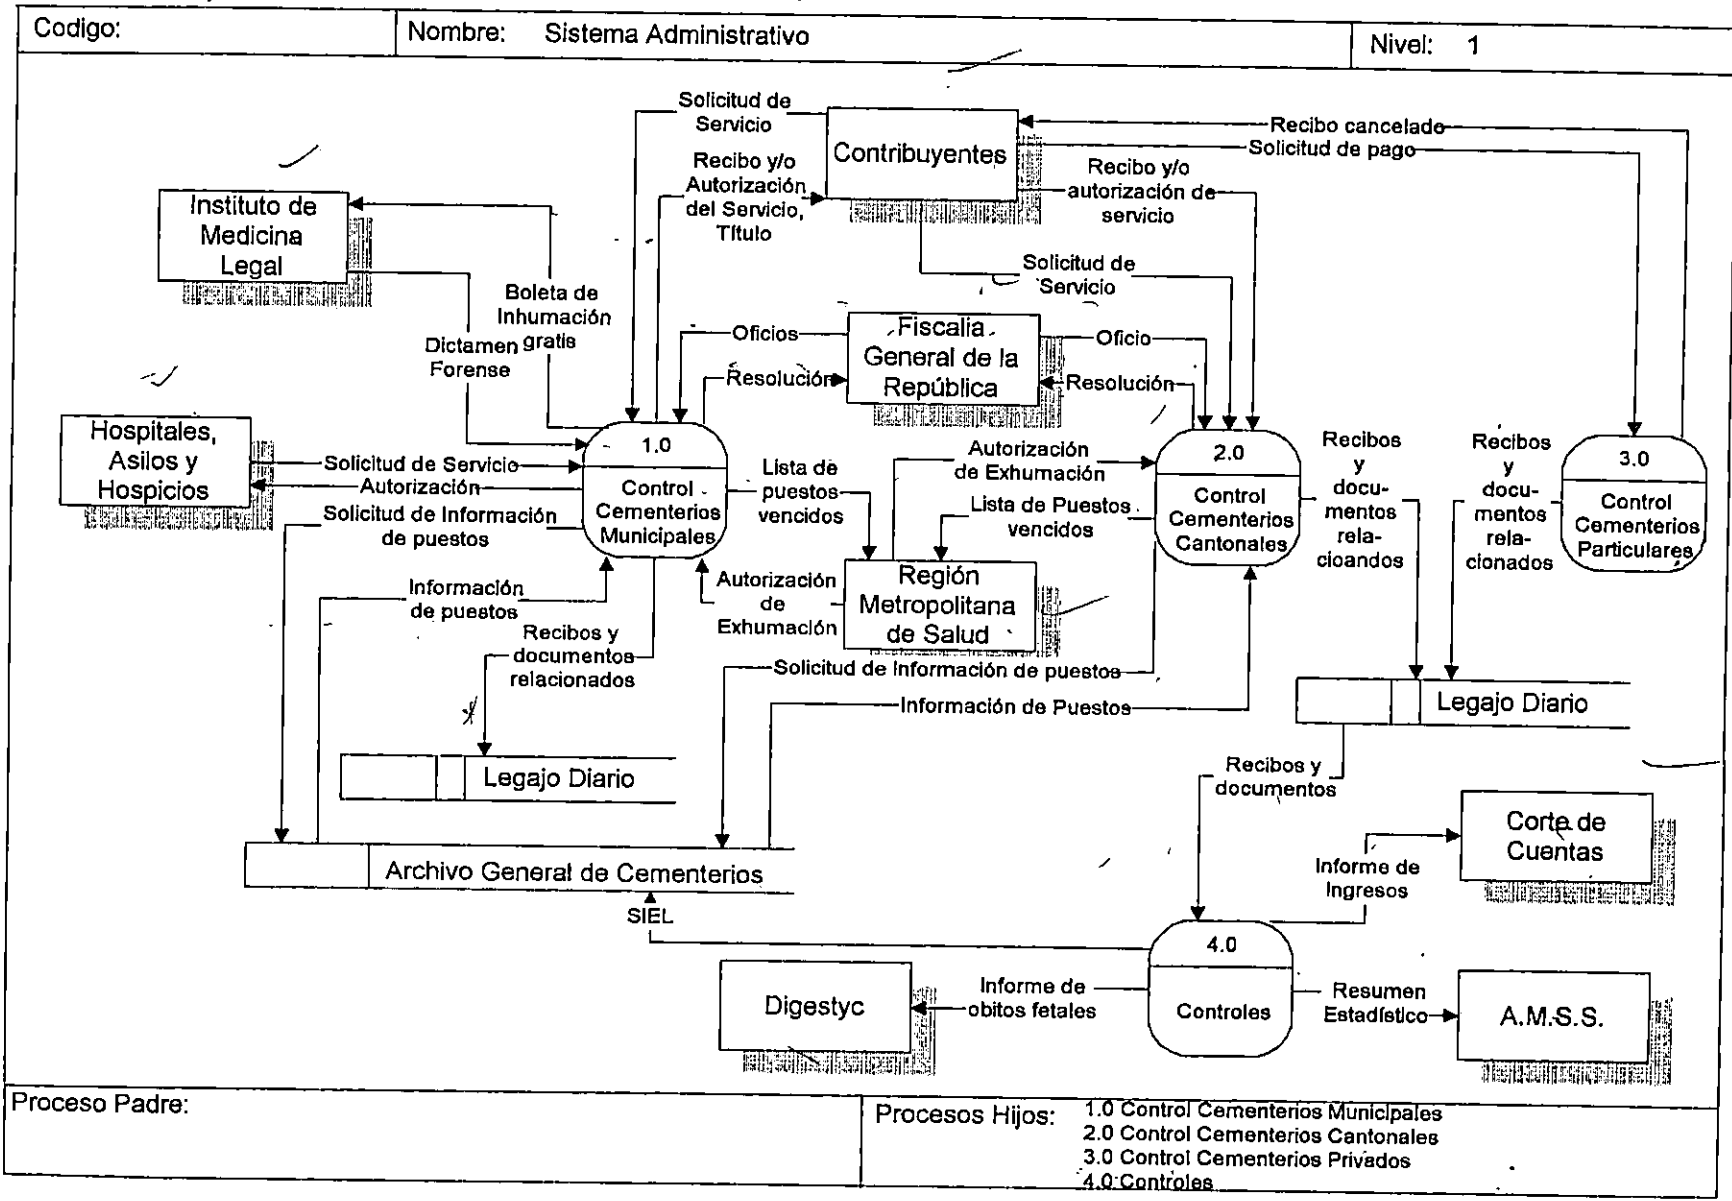 Codigo:
Nombre: Sistema Administrativo
Nivel: 1
Solicitud de
Servicio
Contribuyentes
Recibo cancelado
Solicitud de pago
Recibo y/o
Autorización
del Servicio,
Título
Recibo y/o
autorización de
servicio
Instituto de
Medicina
Legal
Solicitud de
Servicio
Boleta de
Inhumación
gratis
Dictamen
Forense
Oficios
Fiscalia
General de la
República
Oficio
Resolución
Resolución
Hospitales,
Asilos y
Hospicios
Solicitud de Servicio
Autorización
Solicitud de Información
de puestos
1.0
Control
Cementerios
Municipales
Lista de
puestos
vencidos
Autorización
de Exhumación
Lista de Puestos
vencidos
2.0
Control
Cementerios
Cantonales
Recibos
y
docu-
mentos
rela-
cioandos
Recibos
y
docu-
mentos
rela-
cionados
3.0
Control
Cementerios
Particulares
Información
de puestos
Autorización
de
Exhumación
Región
Metropolitana
de Salud
Recibos y
documentos
relacionados
Solicitud de Información de puestos
Información de Puestos
Legajo Diario
Legajo Diario
Recibos y
documentos
Archivo General de Cementerios
SIEL
Corte de
Cuentas
Informe de
Ingresos
4.0
Controles
Digestyc
Informe de
obitos fetales
Resumen
Estadístico
A.M.S.S.
Proceso Padre:
Procesos Hijos: 1.0 Control Cementerios Municipales
2.0 Control Cementerios Cantonales
3.0 Control Cementerios Privados
4.0 Controles